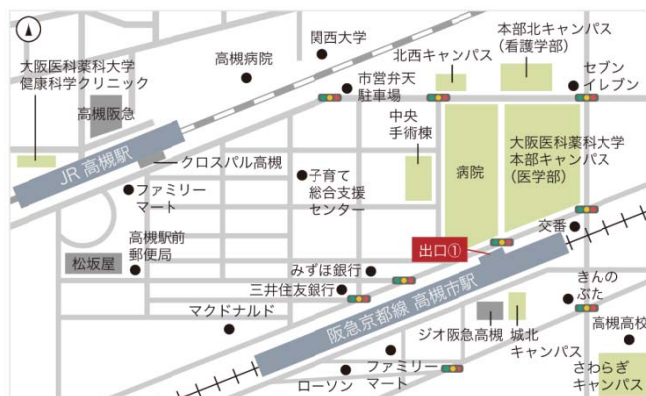 関西大学
本部北キャンパス
(看護学部)
北西キャンパス
大阪医科薬科大学
健康科学クリニック
高槻病院
市営弁天
駐車場
セブン
イレブン
高槻阪急
中央
手術棟
大阪医科薬科大学
本部キャンパス
(医学部)
JR 高槻駅
クロスパル高槻
病院
子育て
総合支援
センター
ファミリー
マート
交番
高槻駅前
郵便局
出口①
松坂屋
みずほ銀行
三井住友銀行
きんの
ぶた
マクドナルド
阪急京都線 高槻市駅
ジオ阪急高槻
城北
キャンパス
高槻高校
ファミリー
マート
ローソン
さわらぎ
キャンパス